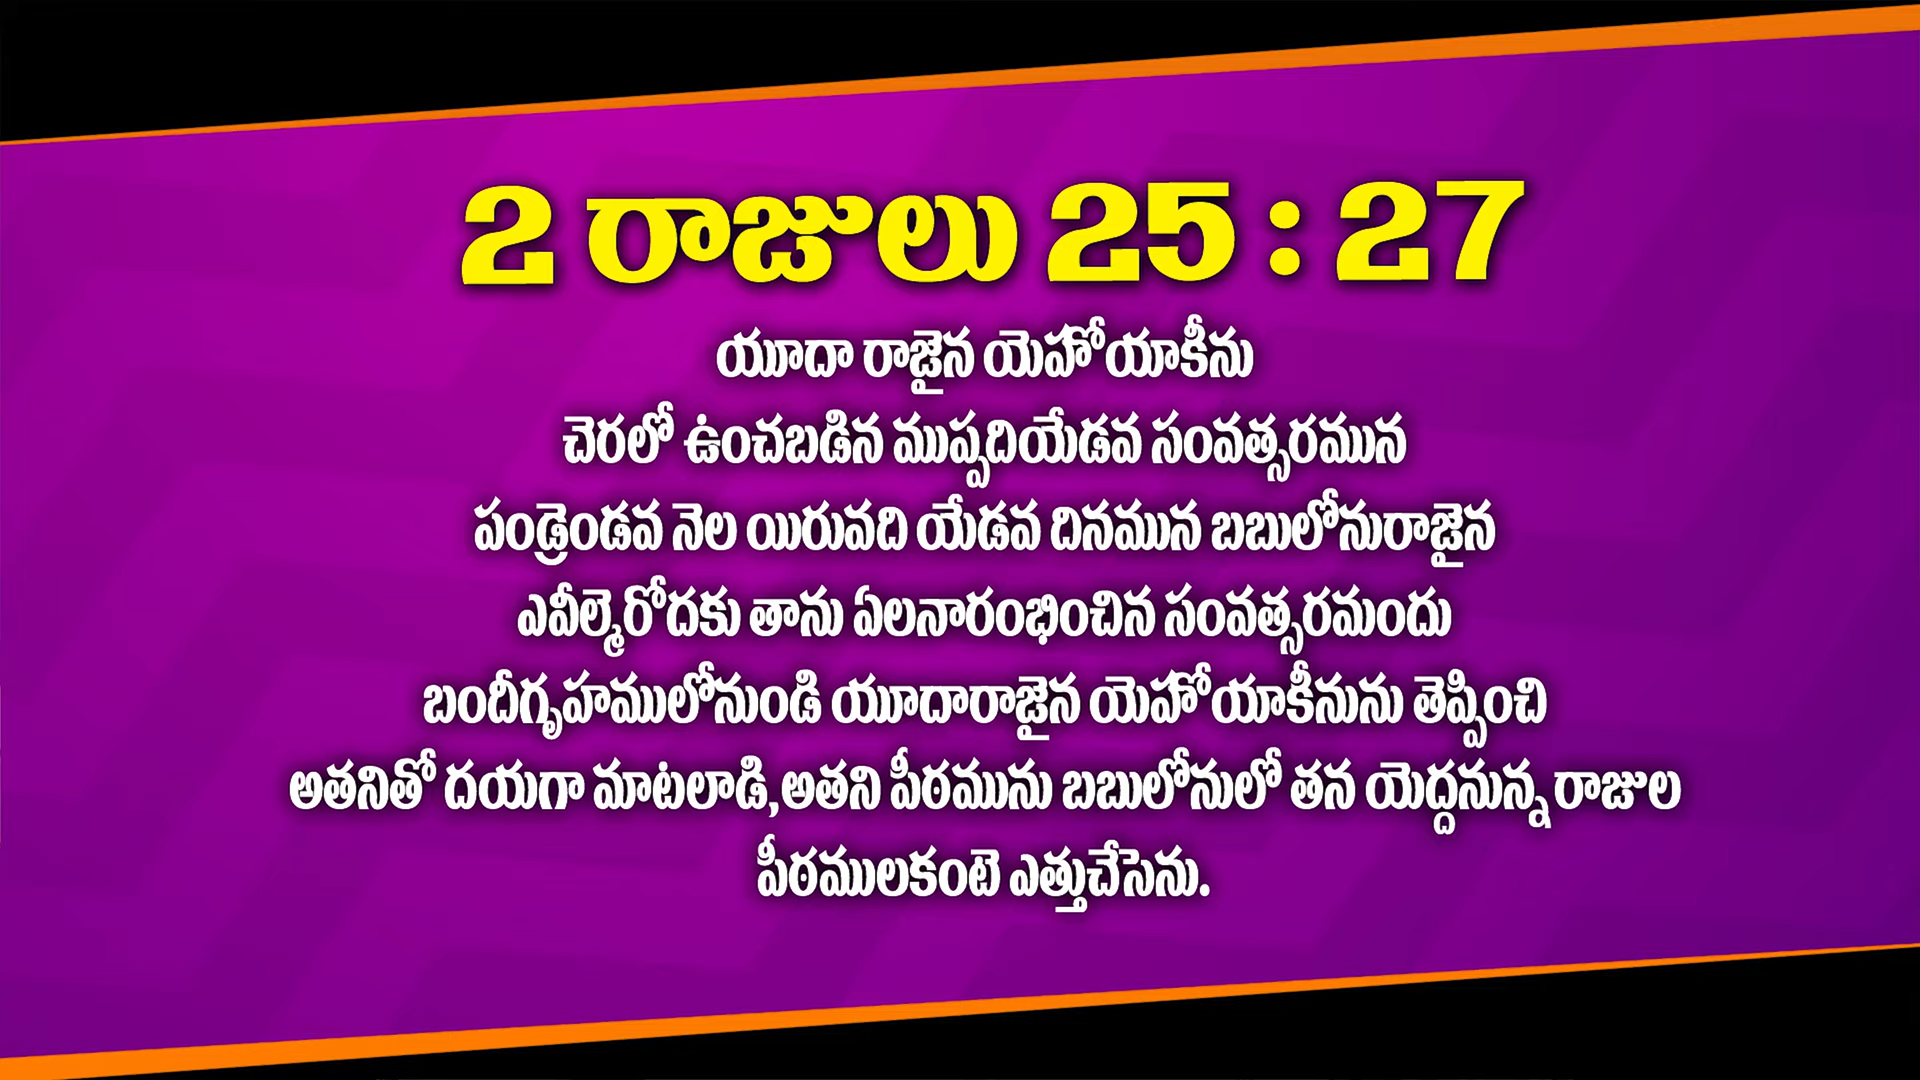 2 రాజులు 25 : 27
యూదా రాజైన యెహోయాకీను
చెరలో ఉంచబడిన ముప్పదియేడవ సంవత్సరమున
పండ్రెండవ నెల యిరువది యేడవ దినమున బబులోనురాజైన
ఎవీల్మెరోదకు తాను ఏలనారంభించిన సంవత్సరమందు
బందీగృహములోనుండి యూదారాజైన యెహోయాకీనును తెప్పించి
అతనితో దయగా మాటలాడి,అతని పీఠమును బబులోనులో తన యెద్దనున్న రాజుల
పీఠములకంటె ఎత్తుచేసెను.